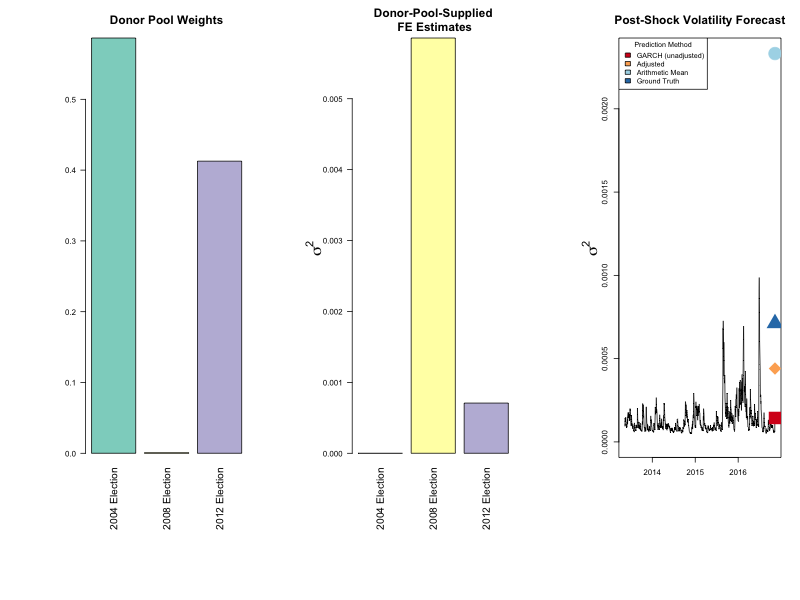 Donor Pool Weights
0.5
0.4
0.3
0.2
0.1
0.0
2004 Election
2008 Election
2012 Election
Donor-Pool-Supplied
FE Estimates
σ2
0.005
0.004
0.003
0.002
0.001
0.000
2004 Election
2008 Election
2012 Election
Post-Shock Volatility Forecast
σ2
0.0020
0.0015
0.0010
0.0005
0.0000
Prediction Method
GARCH (unadjusted)
Adjusted
Arithmetic Mean
Ground Truth
2014
2015
2016